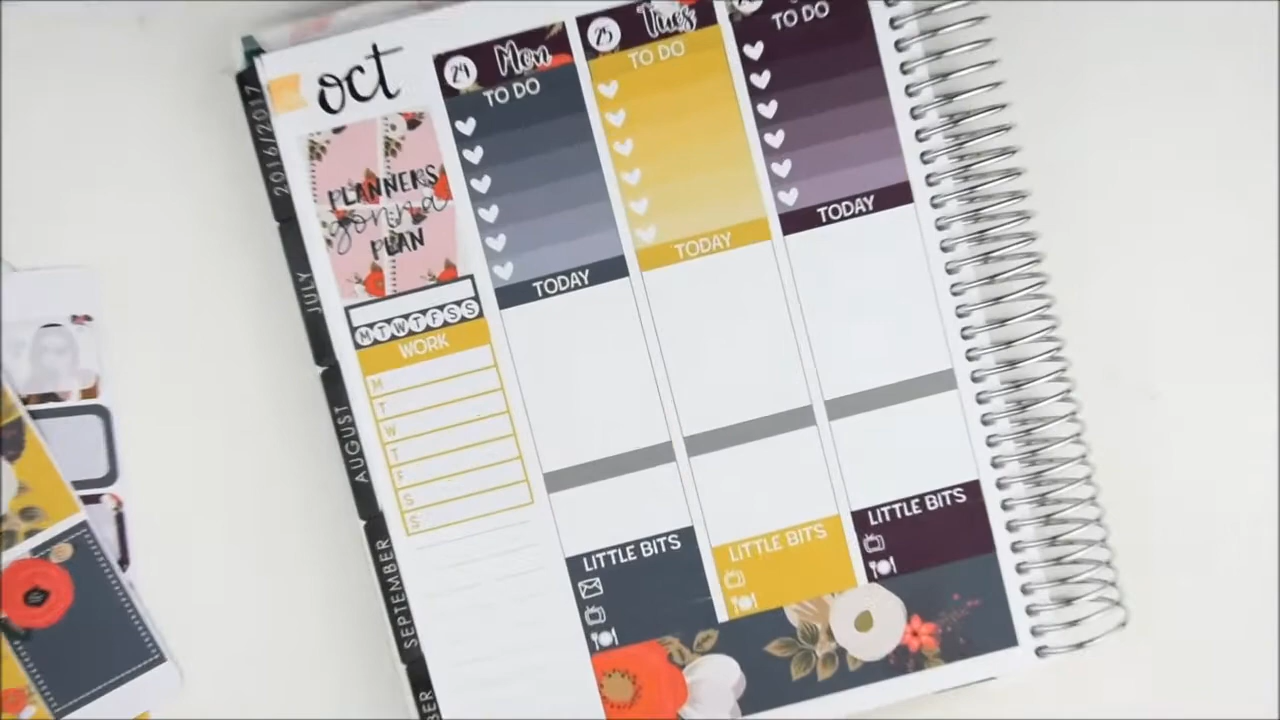 oct
PLANNERS
gonna
PLAN
M T W T F S S
WORK
M
T
W
T
F
S
S
24 Mon
TO DO
TODAY
LITTLE BITS
25 Tues
TO DO
TODAY
LITTLE BITS
TO DO
TODAY
LITTLE BITS
2016/2017
JULY
AUGUST
SEPTEMBER
BER